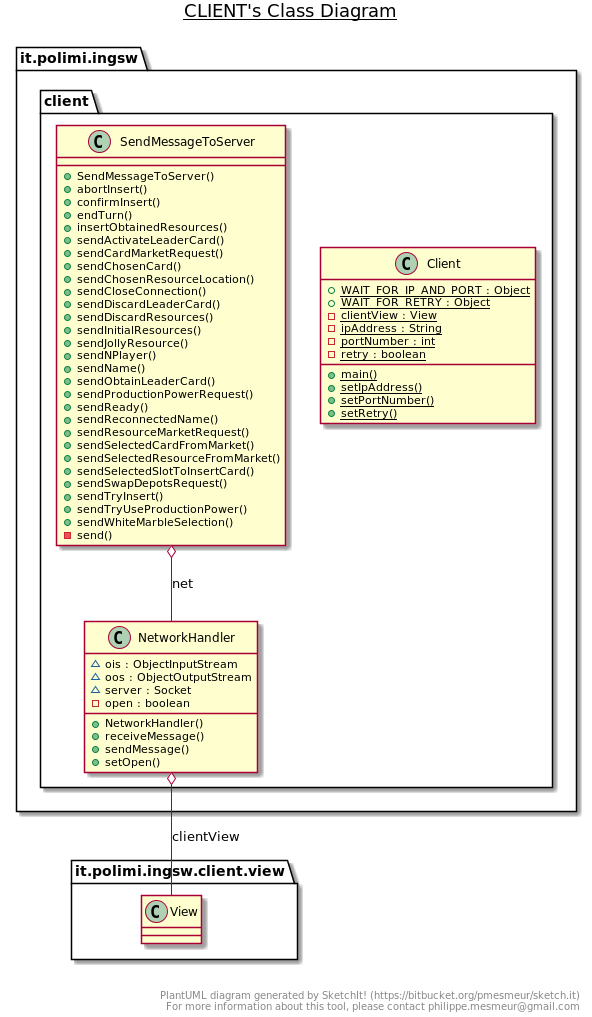 CLIENT's Class Diagram
it.polimi.ingsw
client
C SendMessageToServer
SendMessageToServer()
abortInsert()
confirmInsert()
endTurn()
insertObtainedResources()
sendActivateLeaderCard()
sendCardMarketRequest()
sendChosenCard()
sendChosenResourceLocation()
sendCloseConnection()
sendDiscardLeaderCard()
sendDiscardResources()
sendInitialResources()
sendJollyResource()
sendNPlayer()
sendName()
sendObtainLeaderCard()
sendProductionPowerRequest()
sendReady()
sendReconnectedName()
sendResourceMarketRequest()
sendSelectedCardFromMarket()
sendSelectedResourceFromMarket()
sendSelectedSlotToInsertCard()
sendSwapDepotsRequest()
sendTryInsert()
sendTryUseProductionPower()
sendWhiteMarbleSelection()
send()
C Client
WAIT_FOR_IP_AND_PORT : Object
WAIT_FOR_RETRY : Object
clientView : View
ipAddress : String
portNumber : int
retry : boolean
main()
setIpAddress()
setPortNumber()
setRetry()
net
C NetworkHandler
ois : ObjectInputStream
oos : ObjectOutputStream
server : Socket
open : boolean
NetworkHandler()
receiveMessage()
sendMessage()
setOpen()
clientView
it.polimi.ingsw.client.view
C View
PlantUML diagram generated by SketchIt! (https://bitbucket.org/pmesmeur/sketch.it)
For more information about this tool, please contact philippe.mesmeur@gmail.com